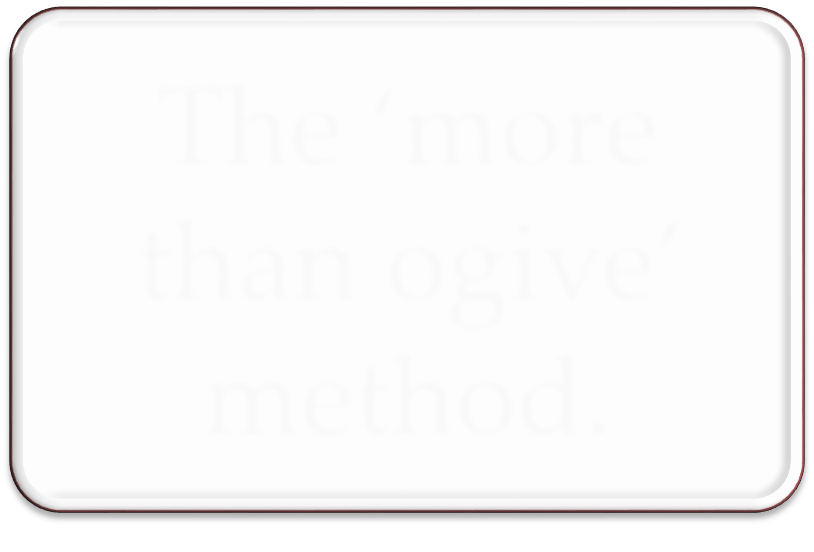 The ‘more
than ogive’
method.